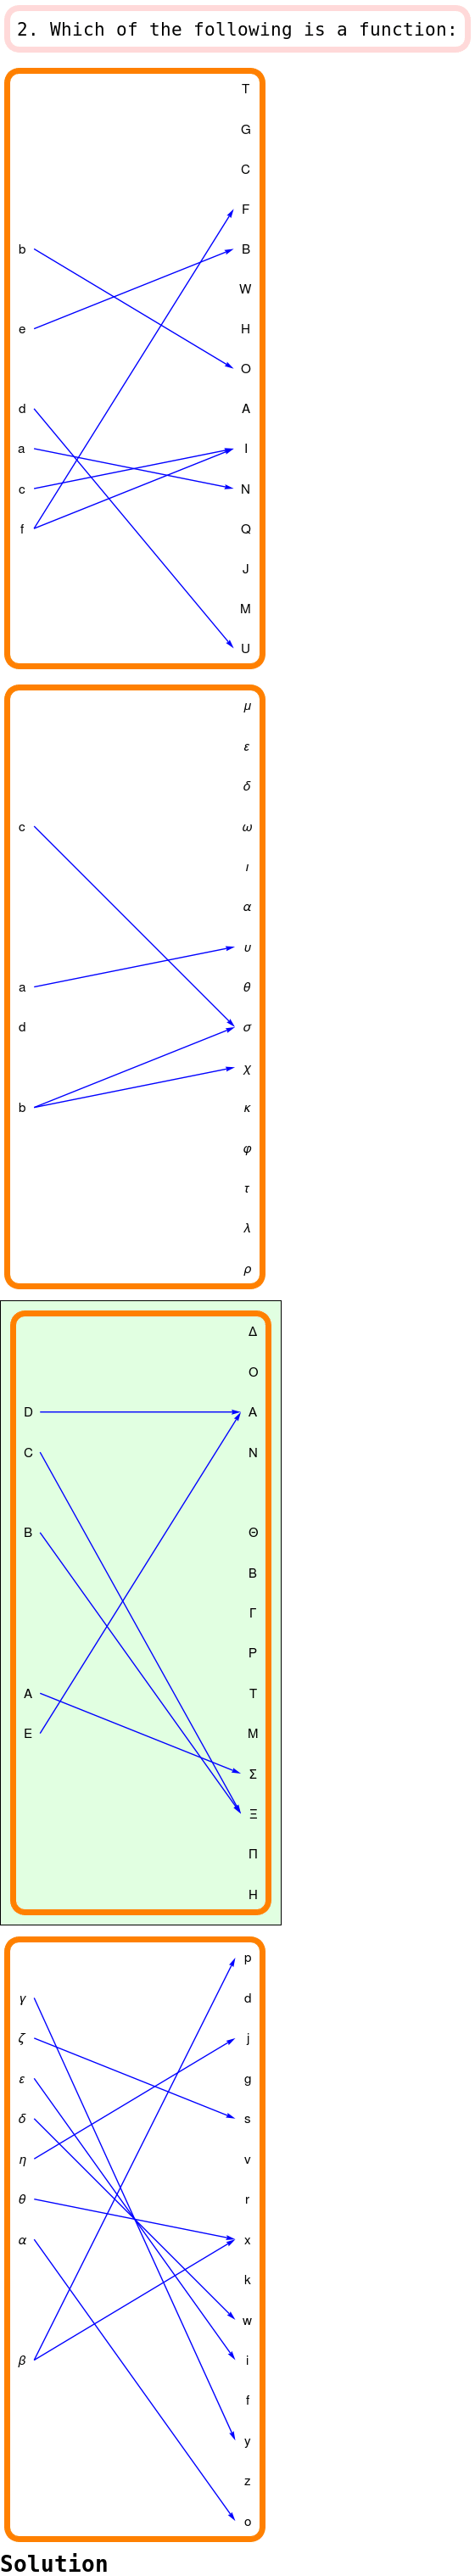 2. Which of the following is a function:
T
G
C
F
b B
W
e H
O
d A
a I
c N
f Q
J
M
U
μ
ε
δ
c ω
ι
α
υ
a θ
d σ
χ
b κ
φ
τ
λ
ρ
Δ
Ο
D Α
C Ν
B Θ
Β
Γ
Ρ
A Τ
E Μ
Σ
Ξ
Π
Η
p
γ d
ζ j
ε g
δ s
η v
θ r
α x
k
w
β i
f
y
z
o
Solution